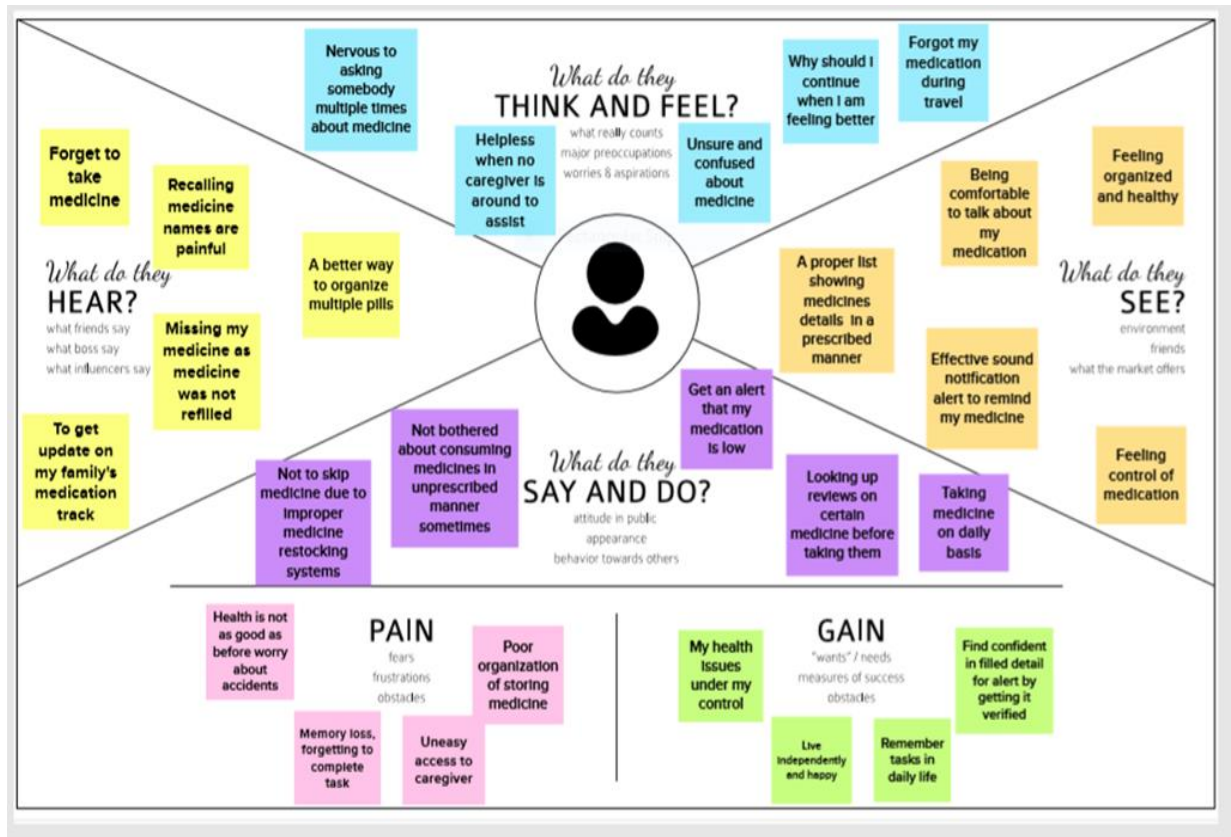 Nervous to
asking
somebody
multiple times
about medicine
What do they
THINK AND FEEL?
what really counts
major preoccupations
worries & aspirations
Helpless
when no
caregiver is
around to
assist
Unsure and
confused
about
medicine
Why should I
continue
when I am
feeling better
Forgot my
medication
during
travel
Forget to
take
medicine
Recalling
medicine
names are
painful
A better way
to organize
multiple pills
What do they
HEAR?
what friends say
what boss say
what influencers say
Missing my
medicine as
medicine
was not
refilled
To get
update on
my family's
medication
track
Being
comfortable
to talk about
my
medication
Feeling
organized
and healthy
A proper list
showing
medicines
details in a
prescribed
manner
What do they
SEE?
environment
friends
what the market offers
Effective sound
notification
alert to remind
my medicine
Feeling
control of
medication
Not to skip
medicine due to
improper
medicine
restocking
systems
Not bothered
about consuming
medicines in
unprescribed
manner
sometimes
What do they
SAY AND DO?
attitude in public
appearance
behavior towards others
Get an alert
that my
medication
is low
Looking up
reviews on
certain
medicine before
taking them
Taking
medicine
on daily
basis
Health is not
as good as
before worry
about
accidents
PAIN
fears
frustrations
obstacles
Poor
organization
of storing
medicine
Memory loss,
forgetting to
complete
task
Uneasy
access to
caregiver
My health
issues
under my
control
GAIN
"wants" / needs
measures of success
obstacles
Find confident
in filled detail
for alert by
getting it
verified
Live
independently
and happy
Remember
tasks in
daily life